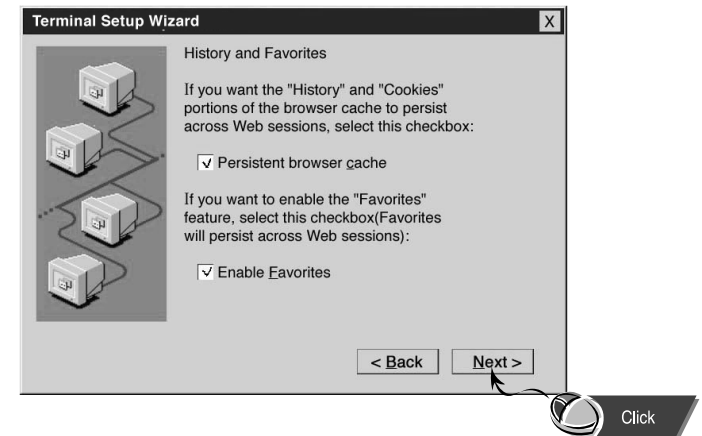 Terminal Setup Wizard X
History and Favorites
If you want the "History" and "Cookies"
portions of the browser cache to persist
across Web sessions, select this checkbox:
Persistent browser cache
If you want to enable the "Favorites"
feature, select this checkbox(Favorites
will persist across Web sessions):
Enable Favorites
< Back Next >
Click